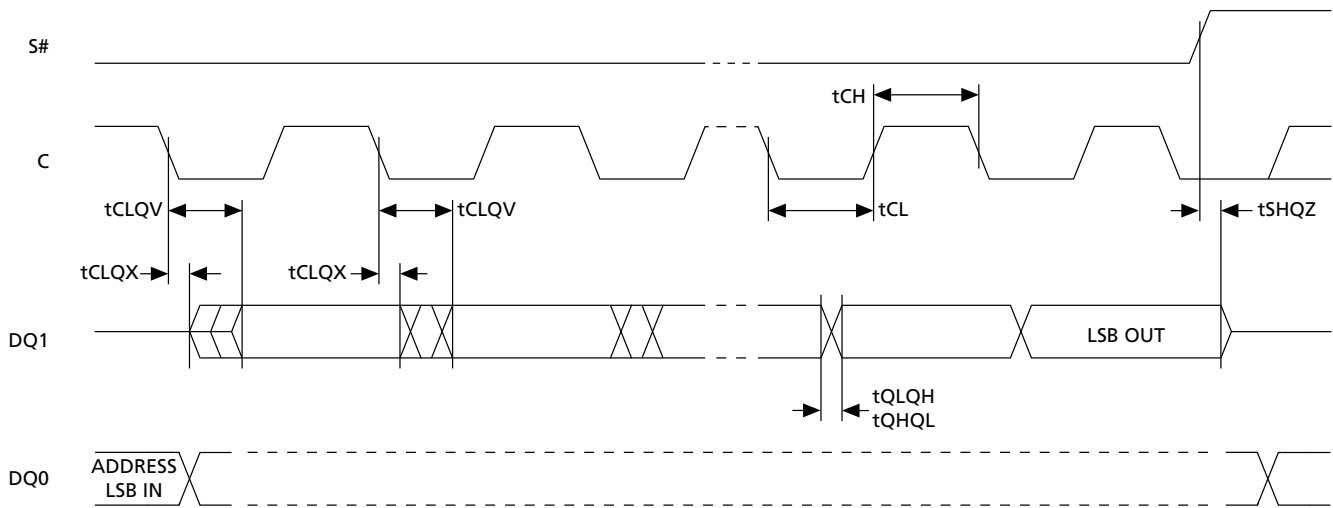 S#
tCH
C
tCLQV
tCLQV
tCL
tSHQZ
tCLQX
tCLQX
DQ1
LSB OUT
tQLQH
tQHQL
DQ0
ADDRESS
LSB IN